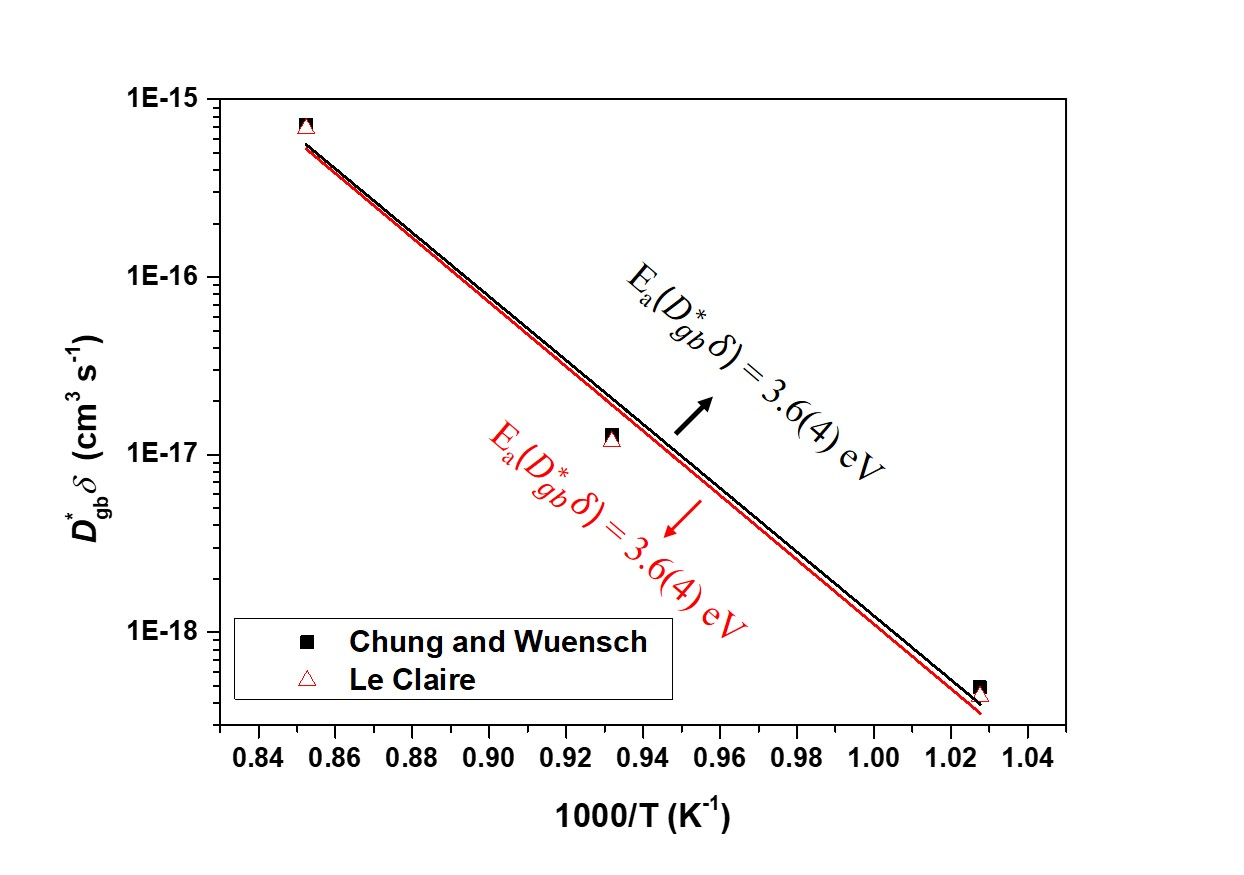 1E-15
1E-16
1E-17
1E-18
D*gb δ (cm3 s-1)
Ea(D*gb δ) = 3.6(4) eV
Ea(D*gb δ) = 3.6(4) eV
Chung and Wuensch
Le Claire
0.84 0.86 0.88 0.90 0.92 0.94 0.96 0.98 1.00 1.02 1.04
1000/T (K-1)